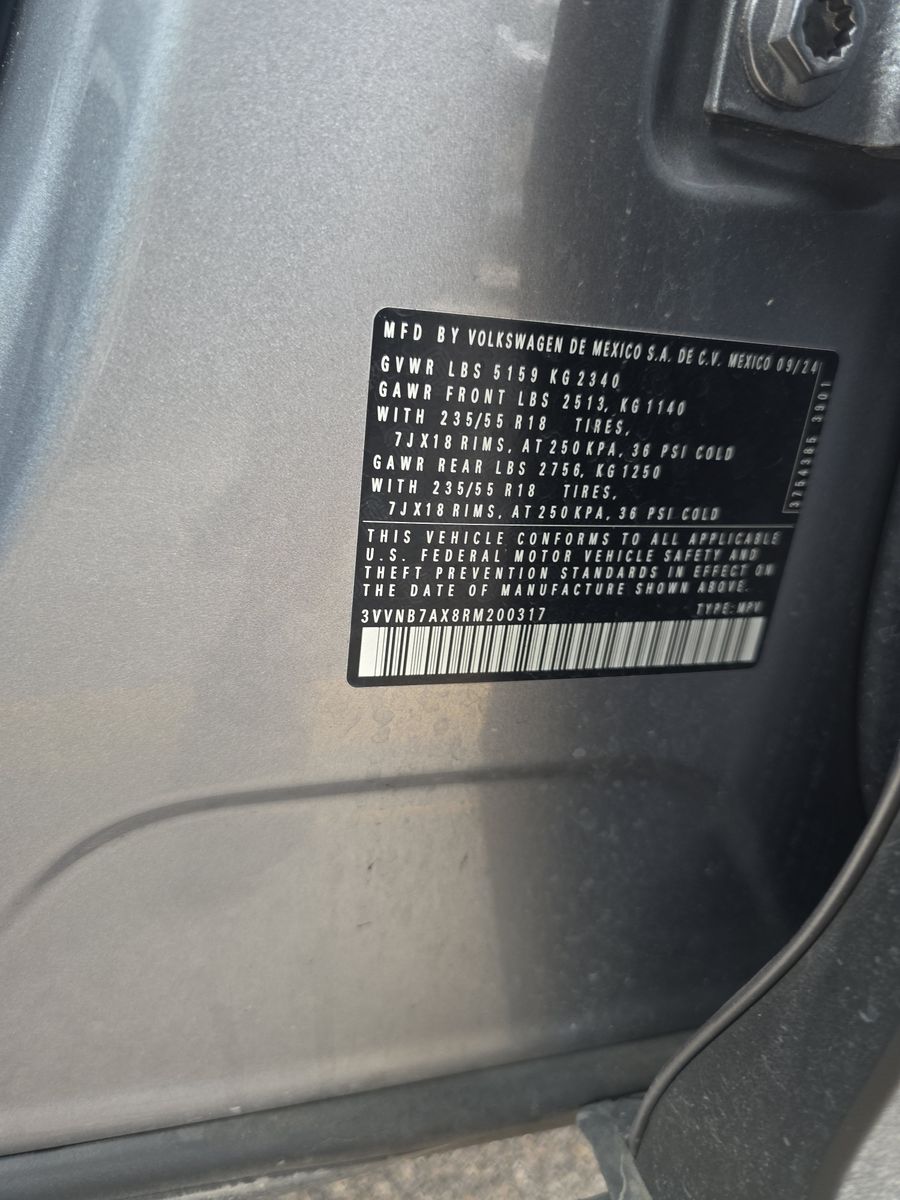 MFD BY VOLKSWAGEN DE MEXICO S.A. DE C.V. MEXICO 09/24
GVWR LBS 5159 KG 2340
GAWR FRONT LBS 2513, KG 1140
WITH 235/55 R18 TIRES,
7JX18 RIMS, AT 250 KPA, 36 PSI COLD
GAWR REAR LBS 2756, KG 1250
WITH 235/55 R18 TIRES,
7JX18 RIMS, AT 250 KPA, 36 PSI COLD
3754385 3901
THIS VEHICLE CONFORMS TO ALL APPLICABLE
U.S. FEDERAL MOTOR VEHICLE SAFETY AND
THEFT PREVENTION STANDARDS IN EFFECT ON
THE DATE OF MANUFACTURE SHOWN ABOVE.
3VVNB7AX8RM200317 TYPE: MPV